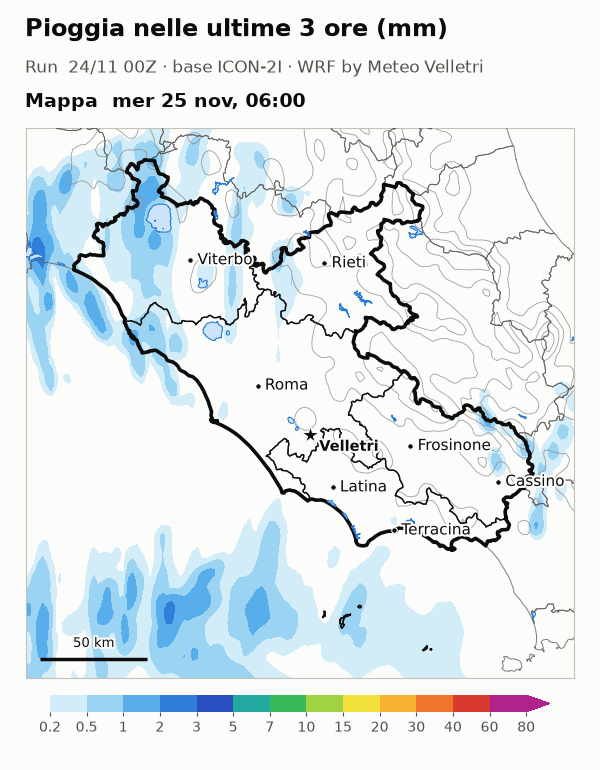 Pioggia nelle ultime 3 ore (mm)
Run  24/11 00Z · base ICON-2I · WRF by Meteo Velletri
Mappa  mer 25 nov, 06:00
Viterbo
Rieti
Roma
Velletri
Frosinone
Cassino
Latina
Terracina
50 km
0.2 0.5 1 2 3 5 7 10 15 20 30 40 60 80